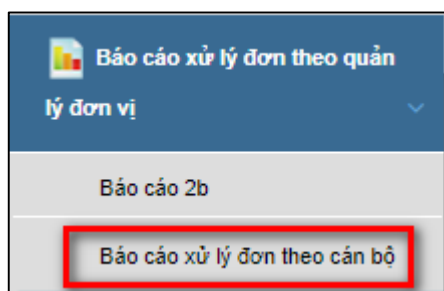 Báo cáo xử lý đơn theo quản
lý đơn vị
Báo cáo 2b
Báo cáo xử lý đơn theo cán bộ